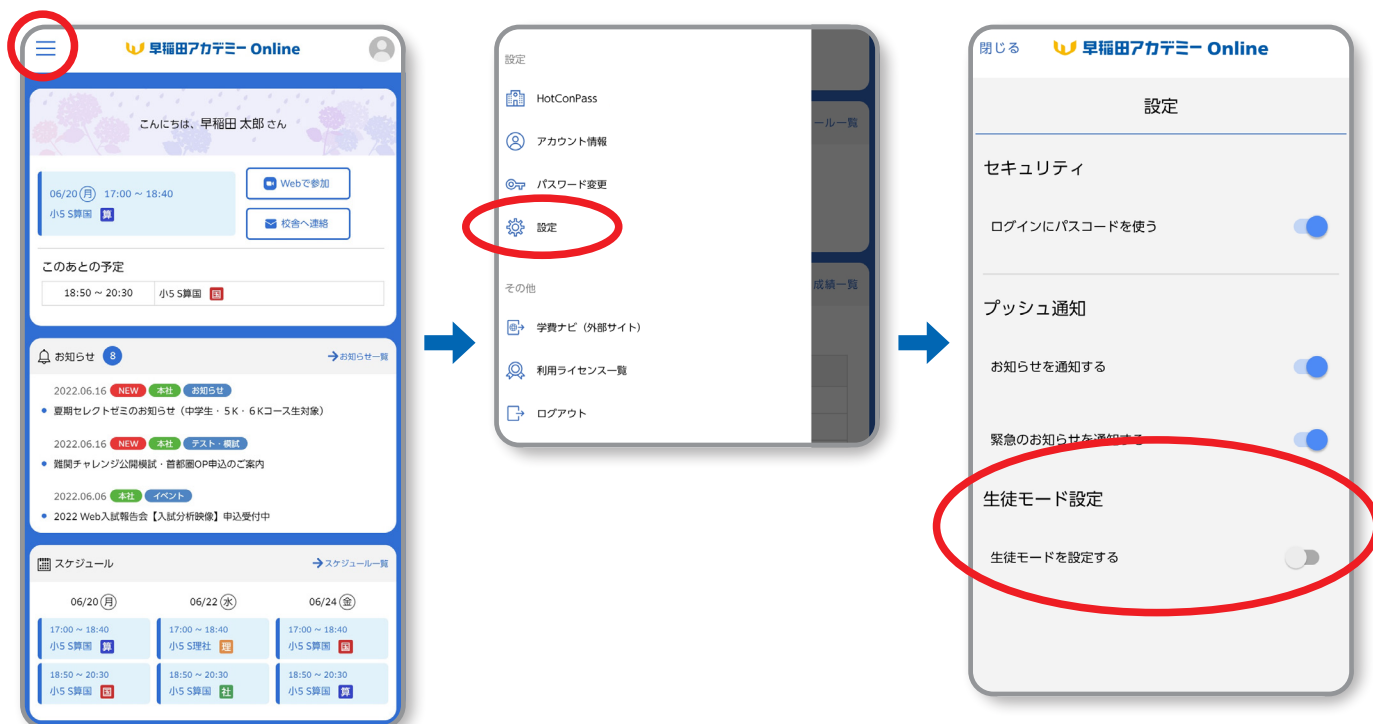 早稲田アカデミー Online
こんにちは、早稲田 太郎 さん
06/20 月 17:00 ~ 18:40
小5 S算国 算
Webで参加
校舎へ連絡
このあとの予定
18:50 ~ 20:30 小5 S算国 国
お知らせ 8 お知らせ一覧
2022.06.16 NEW 本社 お知らせ
夏期セレクトゼミのお知らせ（中学生・５Ｋ・６Ｋコース生対象）
2022.06.16 NEW 本社 テスト・模試
難関チャレンジ公開模試・首都圏OP申込のご案内
2022.06.06 本社 イベント
2022 Web入試報告会【入試分析映像】申込受付中
スケジュール スケジュール一覧
06/20 月 06/22 水 06/24 金
17:00 ~ 18:40 17:00 ~ 18:40 17:00 ~ 18:40
小5 S算国 算 小5 S理社 理 小5 S算国 国
18:50 ~ 20:30 18:50 ~ 20:30 18:50 ~ 20:30
小5 S算国 国 小5 S算国 社 小5 S算国 算
設定
HotConPass
アカウント情報
パスワード変更
設定
その他
学費ナビ（外部サイト）
利用ライセンス一覧
ログアウト
ール一覧
成績一覧
閉じる 早稲田アカデミー Online
設定
セキュリティ
ログインにパスコードを使う
プッシュ通知
お知らせを通知する
緊急のお知らせを通知する
生徒モード設定
生徒モードを設定する